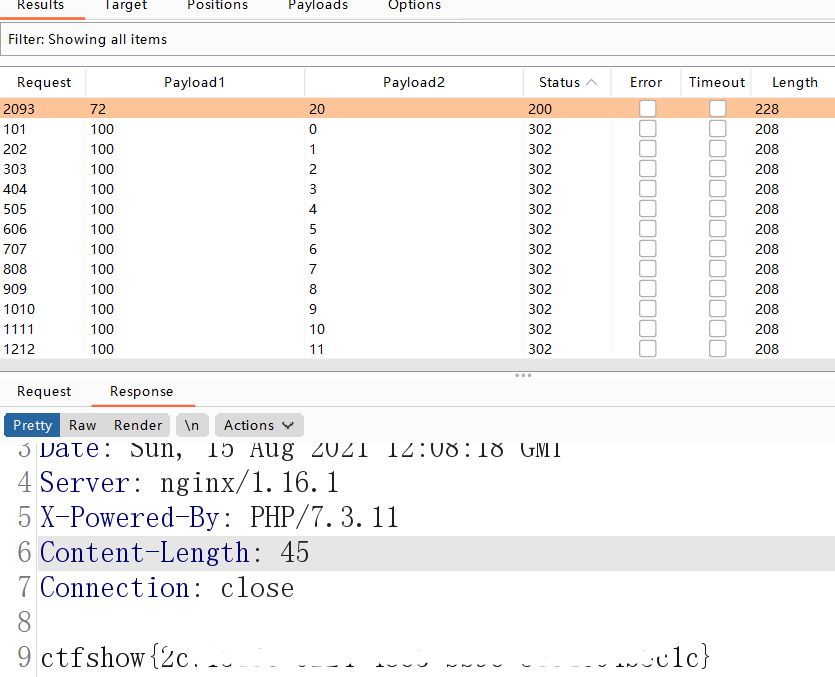 Results Target Positions Payloads Options
Filter: Showing all items
Request Payload1 Payload2 Status Error Timeout Length
2093 72 20 200 228
101 100 0 302 208
202 100 1 302 208
303 100 2 302 208
404 100 3 302 208
505 100 4 302 208
606 100 5 302 208
707 100 6 302 208
808 100 7 302 208
909 100 8 302 208
1010 100 9 302 208
1111 100 10 302 208
1212 100 11 302 208
Request Response
Pretty Raw Render \n Actions
3 Date: Sun, 15 Aug 2021 12:08:18 GMT
4 Server: nginx/1.16.1
5 X-Powered-By: PHP/7.3.11
6 Content-Length: 45
7 Connection: close
8
9